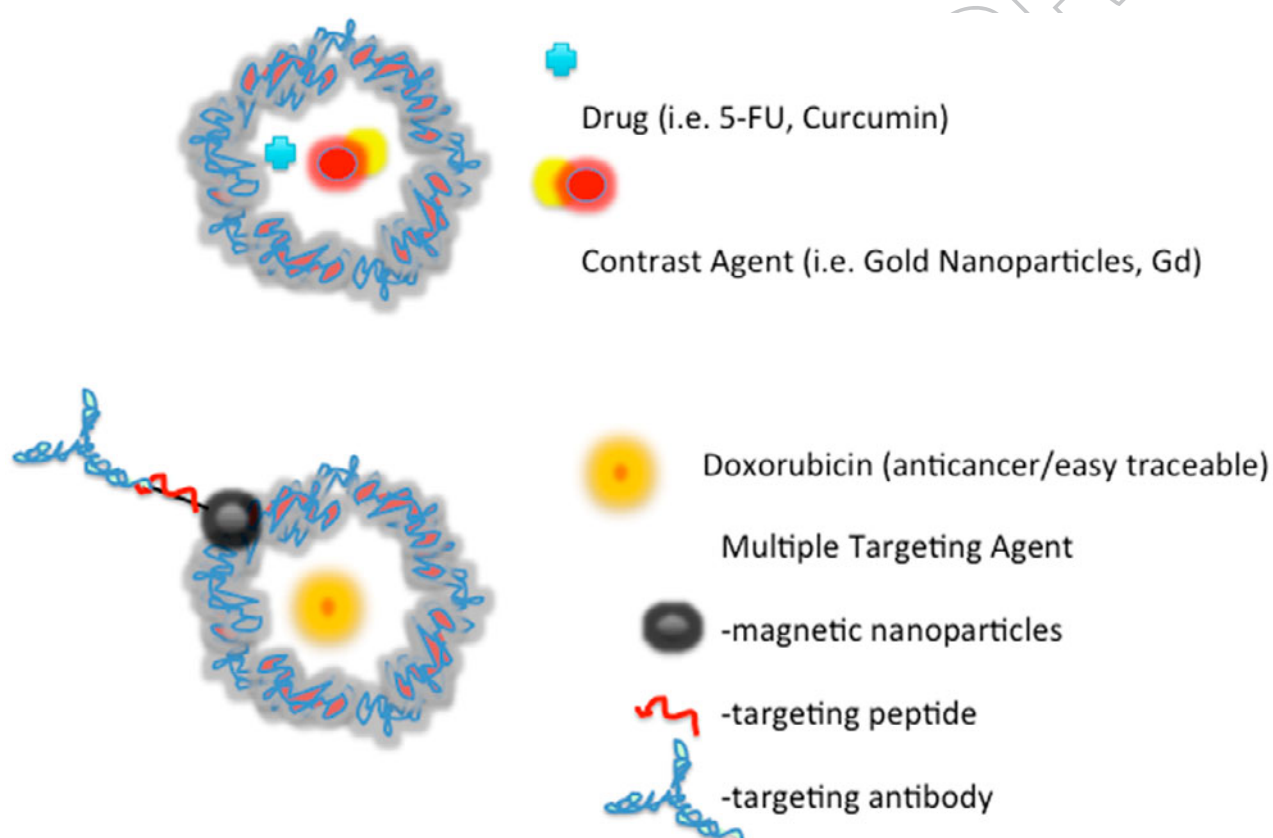 Drug (i.e. 5-FU, Curcumin)
Contrast Agent (i.e. Gold Nanoparticles, Gd)
Doxorubicin (anticancer/easy traceable)
Multiple Targeting Agent
-magnetic nanoparticles
-targeting peptide
-targeting antibody